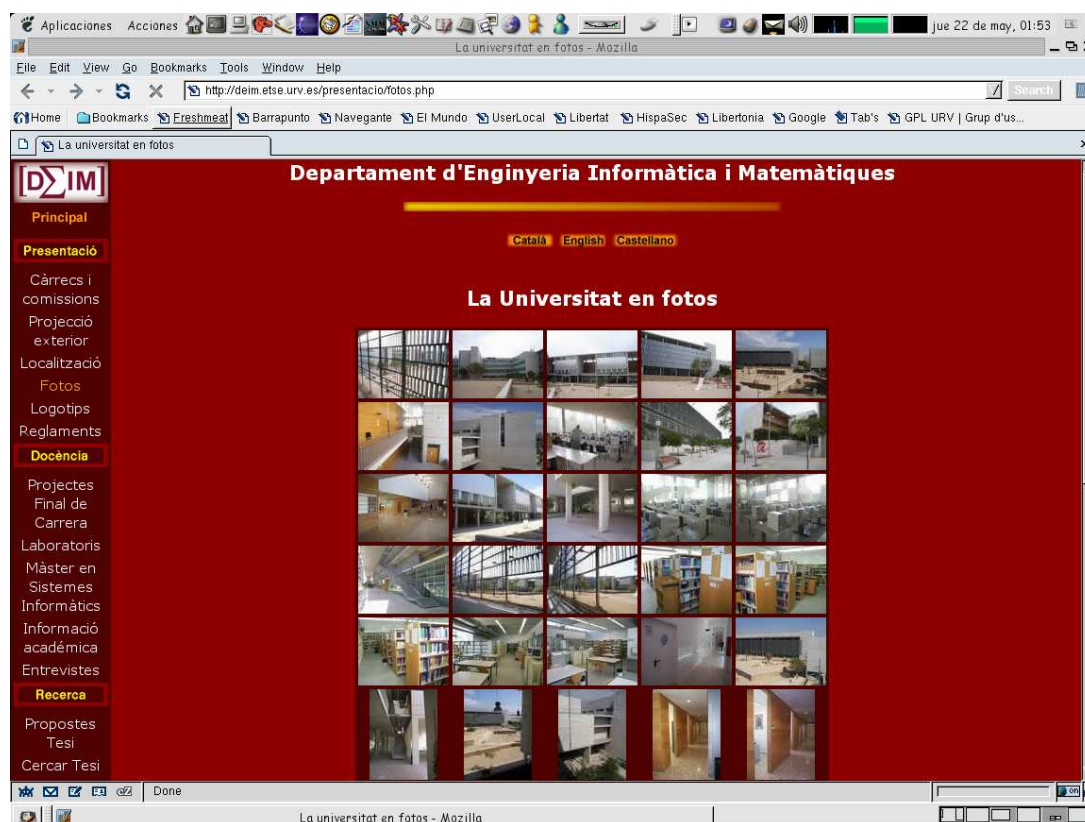 Aplicaciones Acciones jue 22 de may, 01:53
La universitat en fotos - Mozilla
File Edit View Go Bookmarks Tools Window Help
http://deim.etse.urv.es/presentacio/fotos.php Search
Home Bookmarks Freshmeat Barrapunto Navegante El Mundo UserLocal Libertat HispaSec Libertonia Google Tab's GPL URV | Grup d'us...
La universitat en fotos
[DΣIM]
Departament d'Enginyeria Informàtica i Matemàtiques
Català English Castellano
La Universitat en fotos
Principal
Presentació
Càrrecs i
comissions
Projecció
exterior
Localització
Fotos
Logotips
Reglaments
Docència
Projectes
Final de
Carrera
Laboratoris
Màster en
Sistemes
Informàtics
Informació
académica
Entrevistes
Recerca
Propostes
Tesi
Cercar Tesi
Done
on
La universitat en fotos - Mozilla